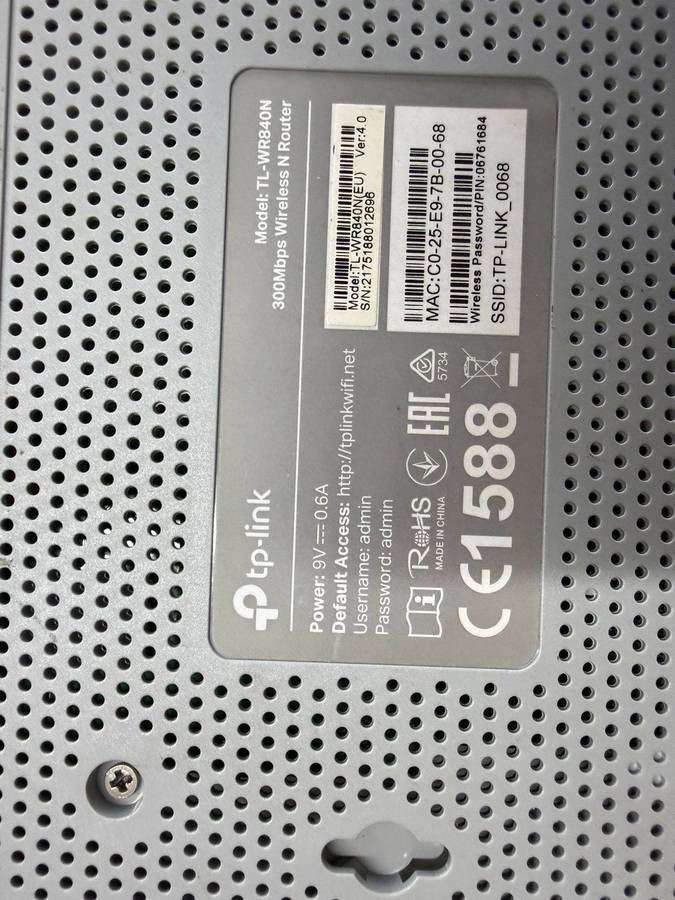 tp-link
Model: TL-WR840N
300Mbps Wireless N Router
Power: 9V ⎓ 0.6A
Default Access: http://tplinkwifi.net
Username: admin
Password: admin
Model:TL-WR840N(EU) Ver:4.0
S/N:2175188012696
MAC:C0-25-E9-7B-00-68
Wireless Password/PIN:06761684
SSID:TP-LINK_0068
i
RoHS
MADE IN CHINA
EAC
5734
CE1588